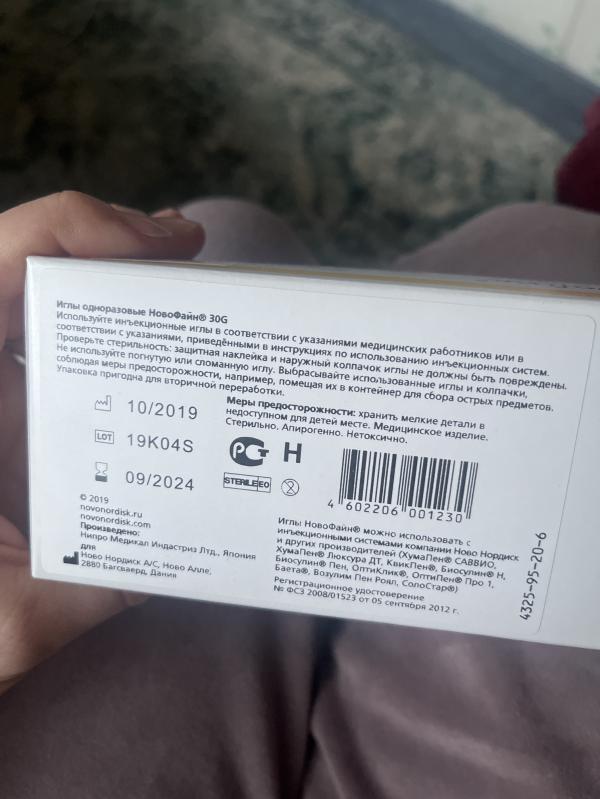 Иглы одноразовые НовоФайн® 30G
Используйте инъекционные иглы в соответствии с указаниями медицинских работников или в
соответствии с указаниями, приведёнными в инструкциях по использованию инъекционных систем.
Проверьте стерильность: защитная наклейка и наружный колпачок иглы не должны быть повреждены.
Не используйте погнутую или сломанную иглу. Выбрасывайте использованные иглы и колпачки,
соблюдая меры предосторожности, например, помещая их в контейнер для сбора острых предметов.
Упаковка пригодна для вторичной переработки.
10/2019
LOT 19K04S
09/2024
Меры предосторожности: хранить мелкие детали в
недоступном для детей месте. Медицинское изделие.
Стерильно. Апирогенно. Нетоксично.
РСТ Н
STERILE EO 2
4 602206 001230
© 2019
novonordisk.ru
novonordisk.com
Произведено:
Нипро Медикал Индастриз Лтд., Япония
для
Ново Нордиск А/С, Ново Алле,
2880 Багсваерд, Дания
Иглы НовоФайн® можно использовать с
инъекционными системами компании Ново Нордиск
и других производителей (ХумаПен® САВВИО,
ХумаПен® Люксура ДТ, КвикПен®, Биосулин® Н,
Биосулин® Пен, ОптиКлик®, ОптиПен® Про 1,
Баета®, Возулим Пен Роял, СолоСтар®)
Регистрационное удостоверение
№ ФСЗ 2008/01523 от 05 сентября 2012 г.
4325-95-20-6